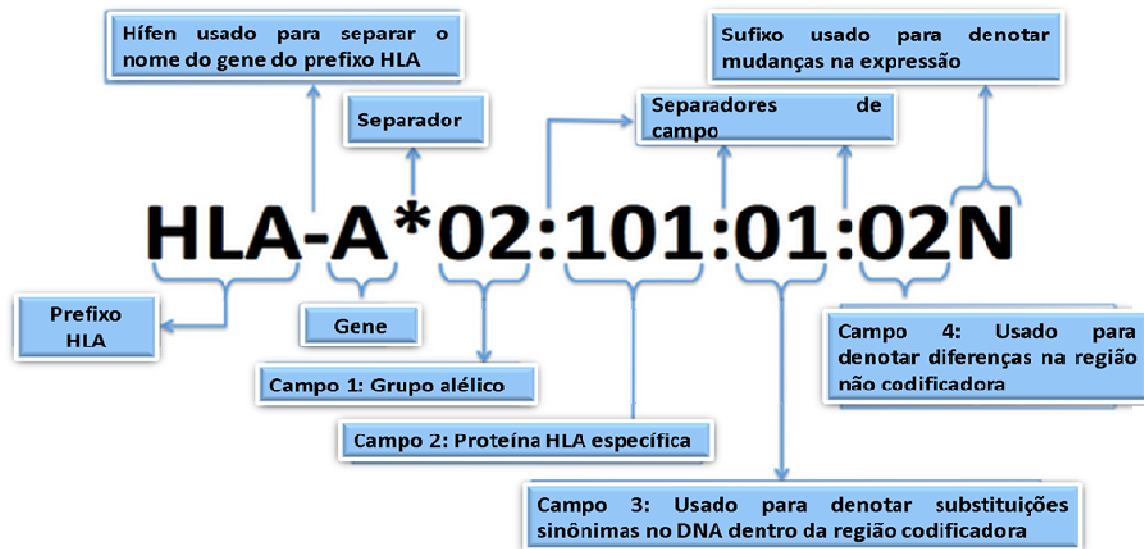 Hífen usado para separar o
nome do gene do prefixo HLA
Sufixo usado para denotar
mudanças na expressão
Separador
Separadores de
campo
HLA-A*02:101:01:02N
Prefixo
HLA
Gene
Campo 4: Usado para
denotar diferenças na região
não codificadora
Campo 1: Grupo alélico
Campo 2: Proteína HLA específica
Campo 3: Usado para denotar substituições
sinônimas no DNA dentro da região codificadora